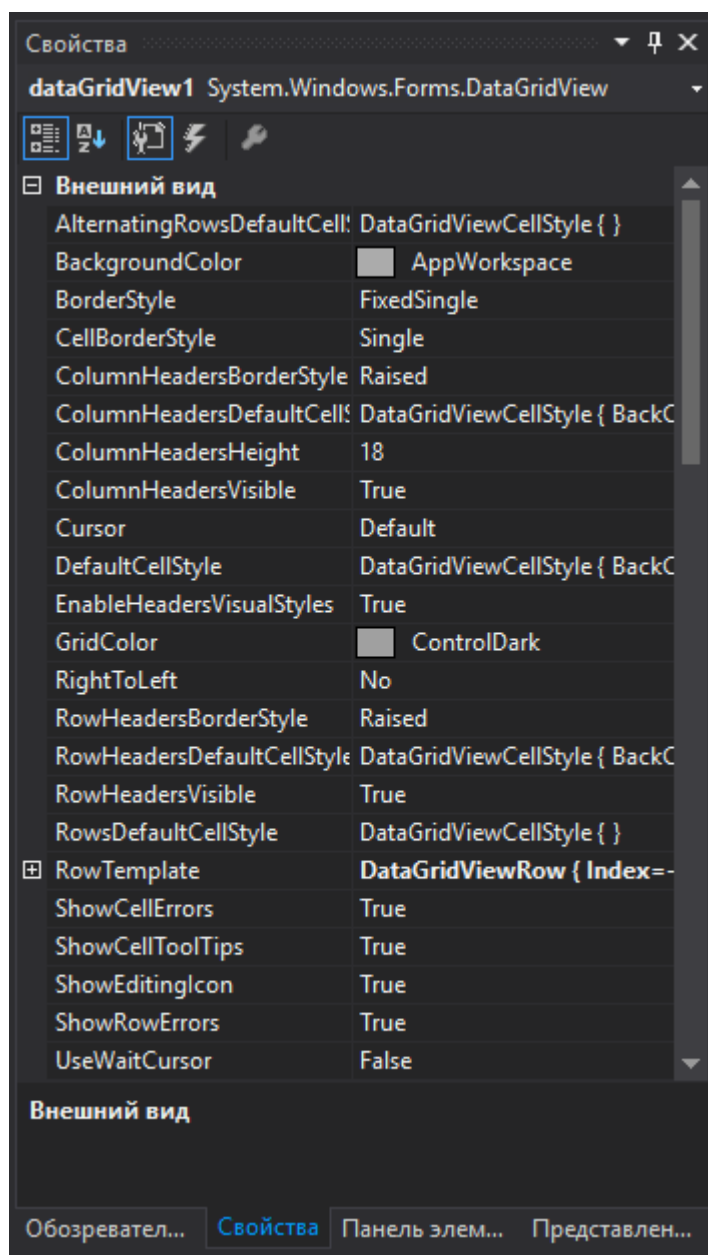 Свойства
dataGridView1 System.Windows.Forms.DataGridView
Внешний вид
AlternatingRowsDefaultCellS DataGridViewCellStyle { }
BackgroundColor AppWorkspace
BorderStyle FixedSingle
CellBorderStyle Single
ColumnHeadersBorderStyle Raised
ColumnHeadersDefaultCellS DataGridViewCellStyle { BackC
ColumnHeadersHeight 18
ColumnHeadersVisible True
Cursor Default
DefaultCellStyle DataGridViewCellStyle { BackC
EnableHeadersVisualStyles True
GridColor ControlDark
RightToLeft No
RowHeadersBorderStyle Raised
RowHeadersDefaultCellStyle DataGridViewCellStyle { BackC
RowHeadersVisible True
RowsDefaultCellStyle DataGridViewCellStyle { }
RowTemplate DataGridViewRow { Index=-
ShowCellErrors True
ShowCellToolTips True
ShowEditingIcon True
ShowRowErrors True
UseWaitCursor False
Внешний вид
Обозревател... Свойства Панель элем... Представлен...